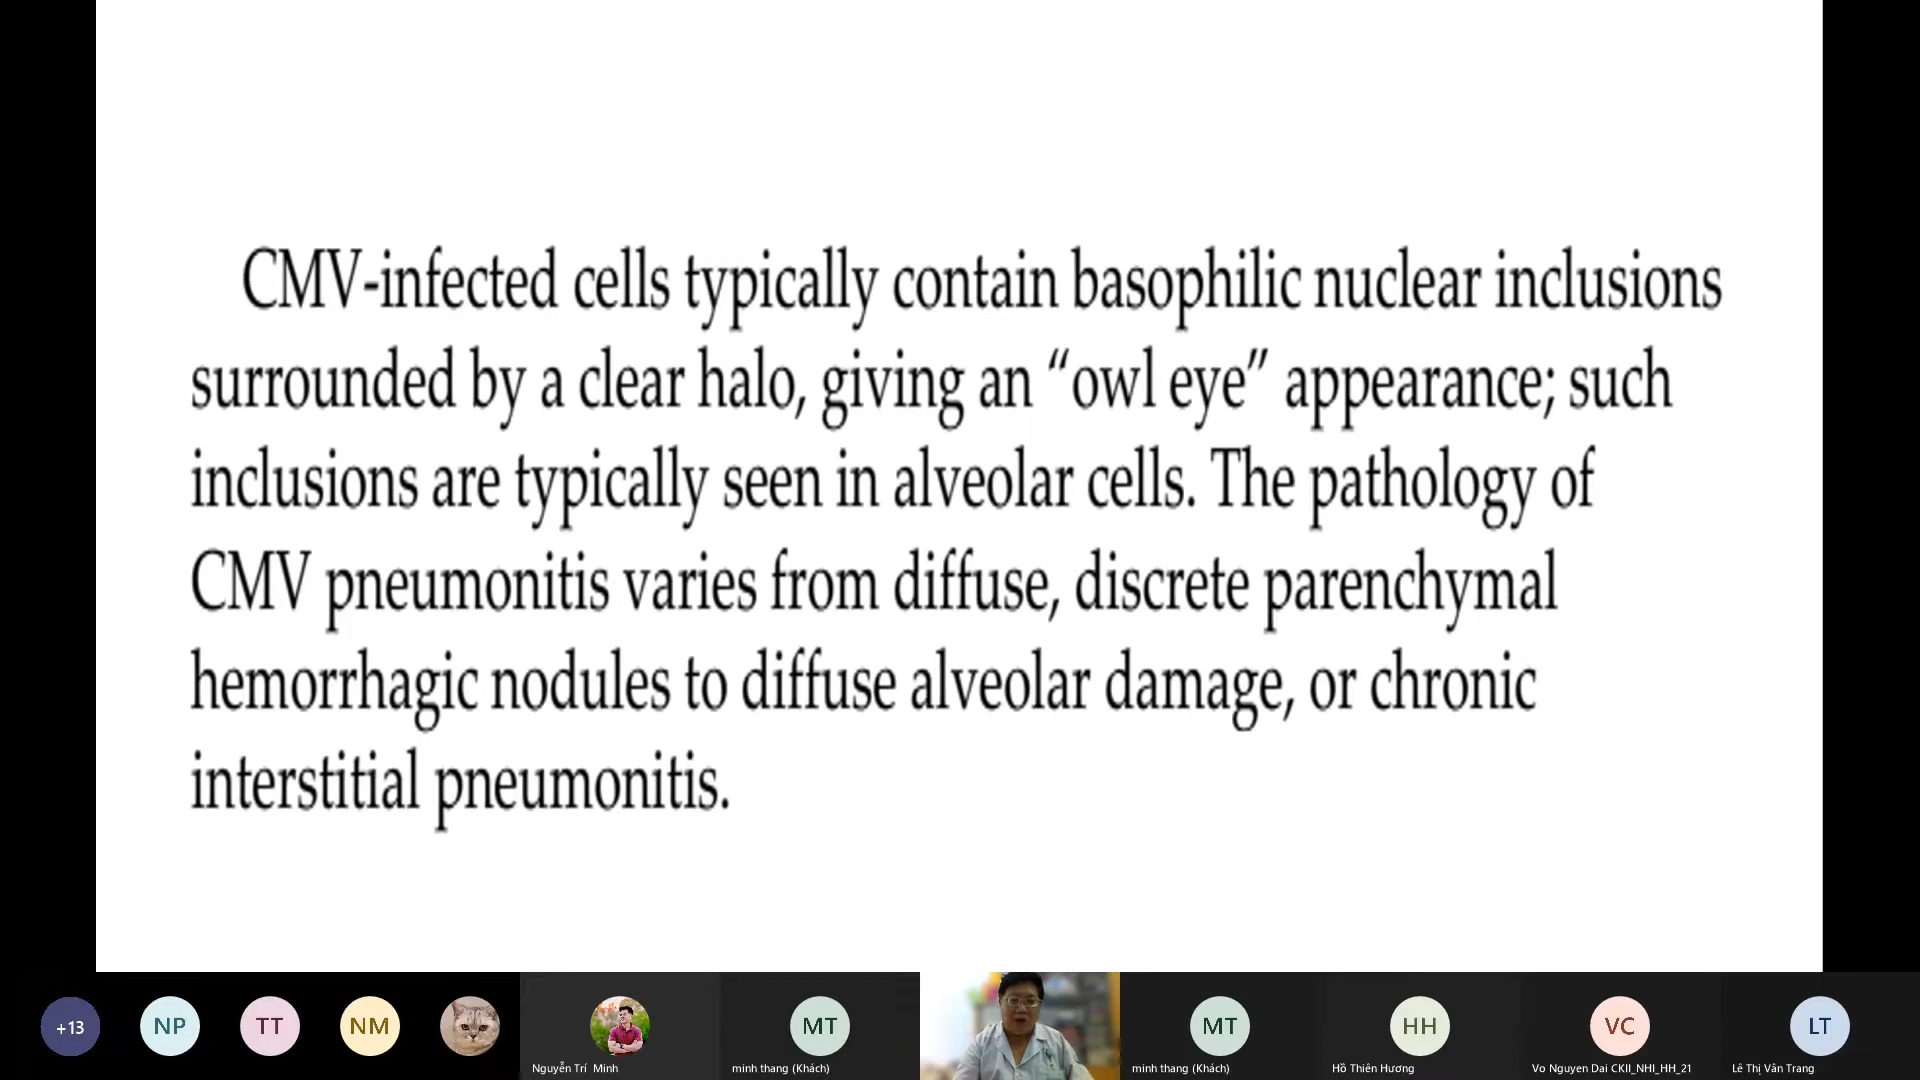 CMV-infected cells typically contain basophilic nuclear inclusions
surrounded by a clear halo, giving an “owl eye” appearance; such
inclusions are typically seen in alveolar cells. The pathology of
CMV pneumonitis varies from diffuse, discrete parenchymal
hemorrhagic nodules to diffuse alveolar damage, or chronic
interstitial pneumonitis.
+13
NP
TT
NM
Nguyễn Trí Minh
MT
minh thang (Khách)
MT
minh thang (Khách)
HH
Hồ Thiên Hương
VC
Vo Nguyen Dai CKII_NHI_HH_21
LT
Lê Thị Vân Trang